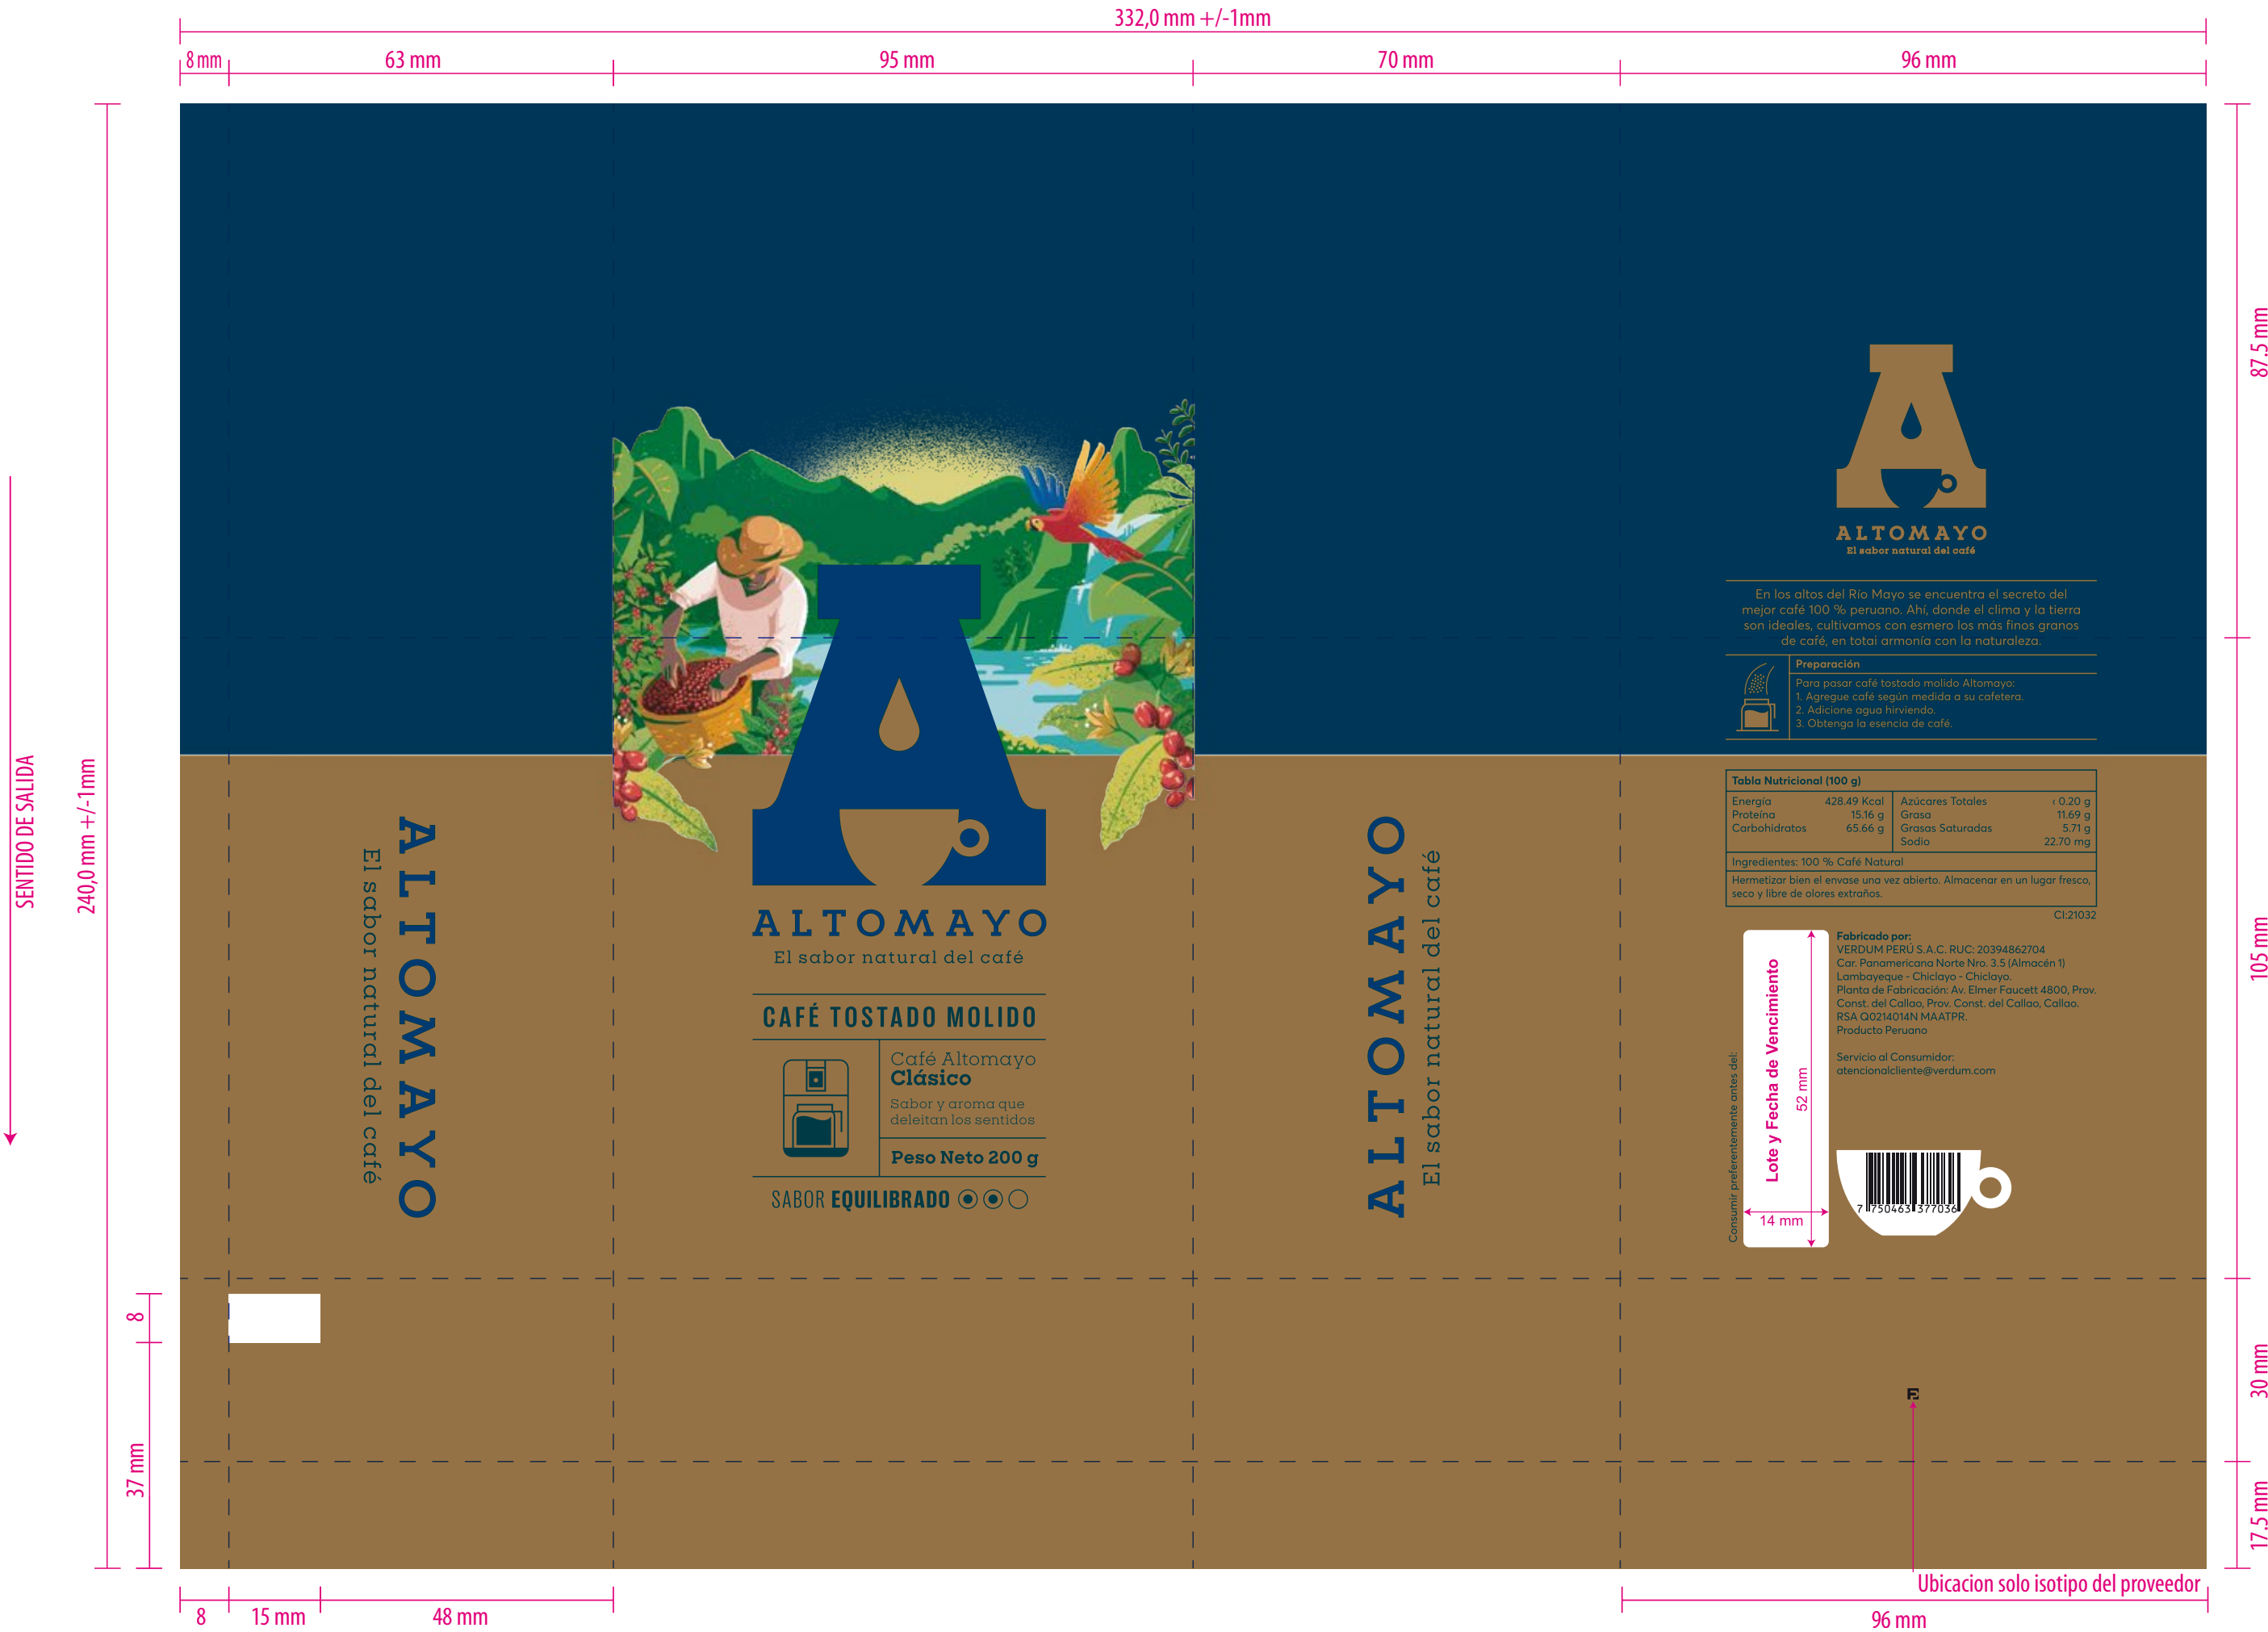 332,0 mm +/-1mm
8 mm
63 mm
95 mm
70 mm
96 mm
87.5 mm
105 mm
30 mm
17.5 mm
SENTIDO DE SALIDA
240,0 mm +/-1mm
8
37 mm
8
15 mm
48 mm
96 mm
Ubicacion solo isotipo del proveedor
ALTOMAYO
El sabor natural del café
A
ALTOMAYO
El sabor natural del café
CAFÉ TOSTADO MOLIDO
Café Altomayo
Clásico
Sabor y aroma que
deleitan los sentidos
Peso Neto 200 g
SABOR EQUILIBRADO
ALTOMAYO
El sabor natural del café
A
ALTOMAYO
El sabor natural del café
En los altos del Río Mayo se encuentra el secreto del
mejor café 100 % peruano. Ahí, donde el clima y la tierra
son ideales, cultivamos con esmero los más finos granos
de café, en total armonía con la naturaleza.
Preparación
Para pasar café tostado molido Altomayo:
1. Agregue café según medida a su cafetera.
2. Adicione agua hirviendo.
3. Obtenga la esencia de café.
Tabla Nutricional (100 g)
Energía 428.49 Kcal
Proteína 15.16 g
Carbohidratos 65.66 g
Azúcares Totales ‹ 0.20 g
Grasa 11.69 g
Grasas Saturadas 5.71 g
Sodio 22.70 mg
Ingredientes: 100 % Café Natural
Hermetizar bien el envase una vez abierto. Almacenar en un lugar fresco,
seco y libre de olores extraños.
CI:21032
Consumir preferentemente antes del:
Lote y Fecha de Vencimiento
52 mm
14 mm
Fabricado por:
VERDUM PERÚ S.A.C. RUC: 20394862704
Car. Panamericana Norte Nro. 3.5 (Almacén 1)
Lambayeque - Chiclayo - Chiclayo.
Planta de Fabricación: Av. Elmer Faucett 4800, Prov.
Const. del Callao, Prov. Const. del Callao, Callao.
RSA Q0214014N MAATPR.
Producto Peruano
Servicio al Consumidor:
atencionalcliente@verdum.com
7 750463 377036
E